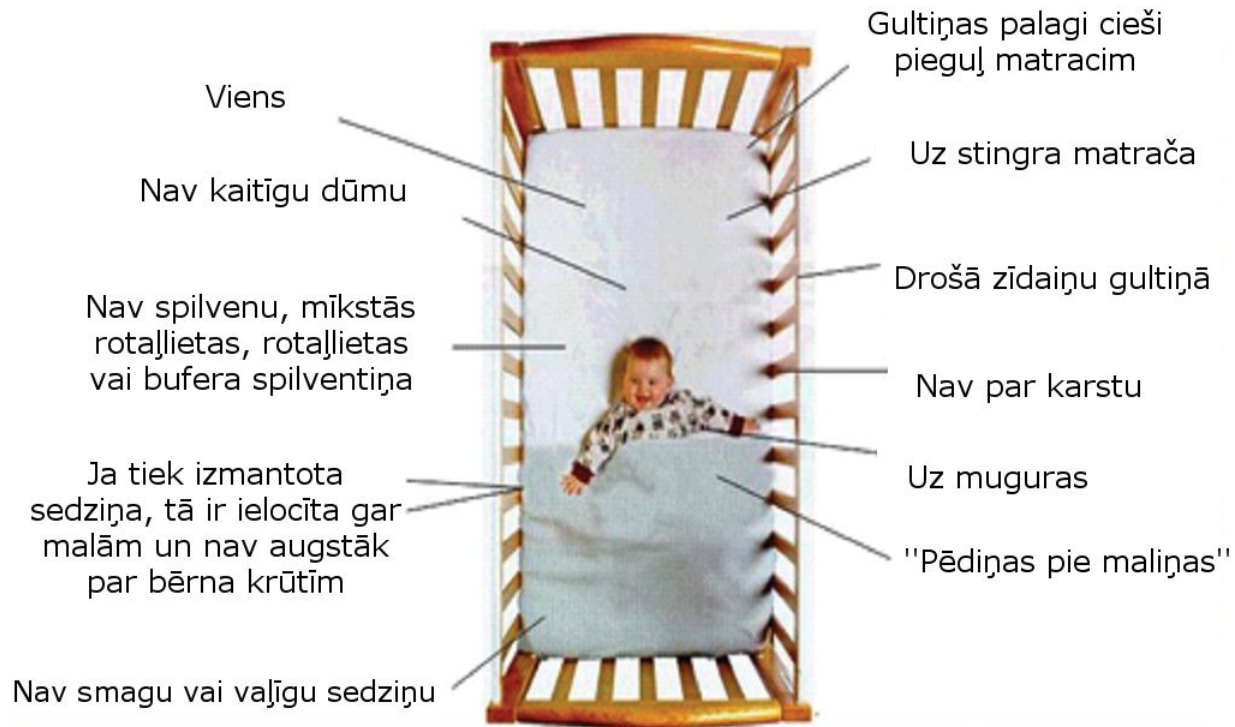 Viens
Nav kaitīgu dūmu
Nav spilvenu, mīkstās
rotaļlietas, rotaļlietas
vai bufera spilventiņa
Ja tiek izmantota
sedziņa, tā ir ielocīta gar
malām un nav augstāk
par bērna krūtīm
Nav smagu vai vaļīgu sedziņu
Gultiņas palagi cieši
pieguļ matracim
Uz stingra matrača
Drošā zīdaiņu gultiņā
Nav par karstu
Uz muguras
"Pēdiņas pie maliņas"